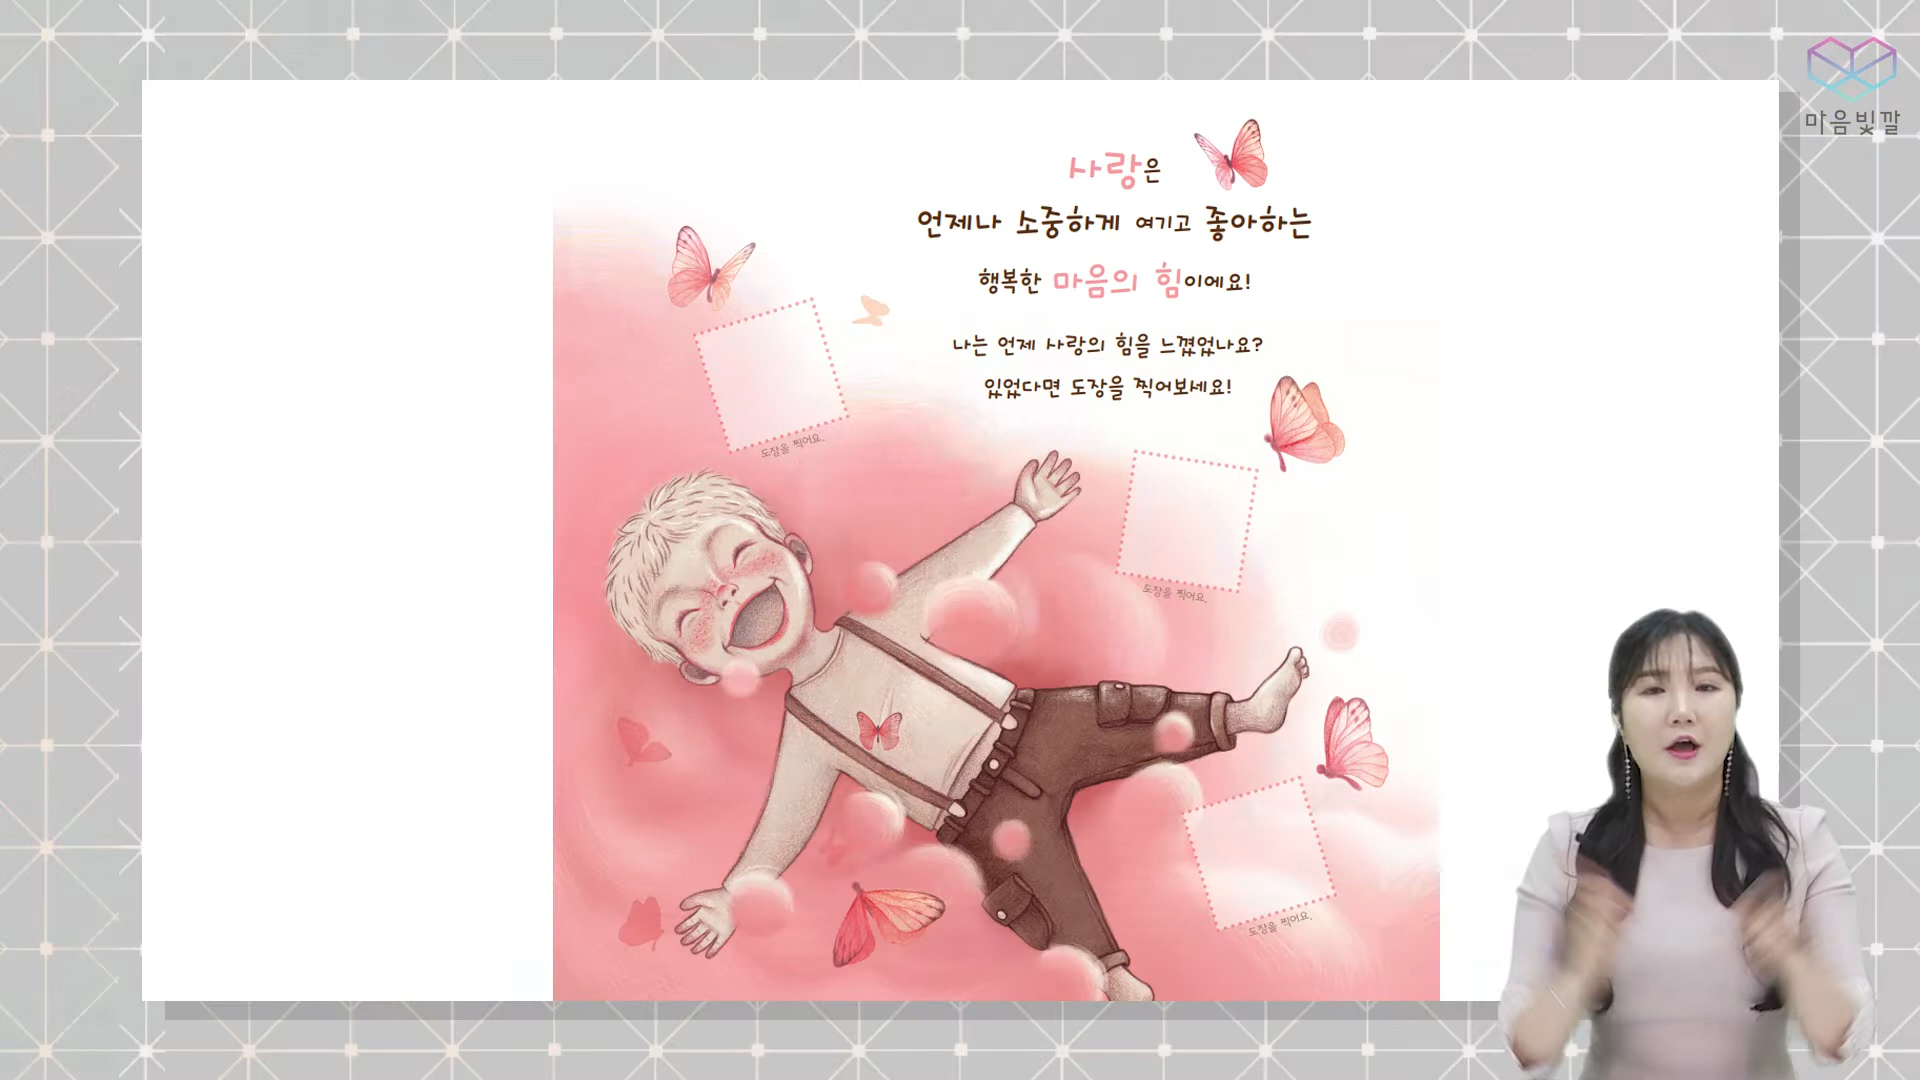 마음빛깔
사랑은
언제나 소중하게 여기고 좋아하는
행복한 마음의 힘이에요!
나는 언제 사랑의 힘을 느꼈었나요?
있었다면 도장을 찍어보세요!
도장을 찍어요.
도장을 찍어요.
도장을 찍어요.